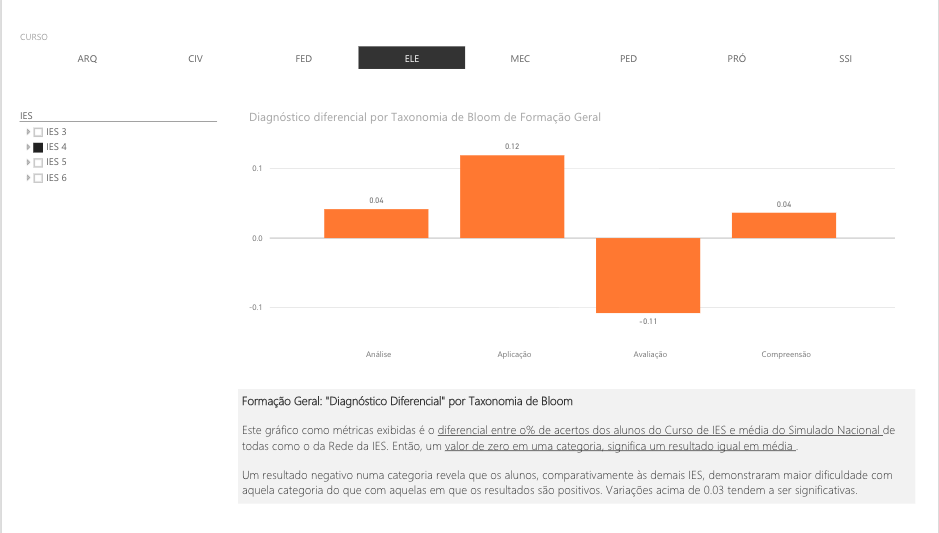 CURSO
ARQ CIV FED ELE MEC PED PRÓ SSI
IES
IES 3
IES 4
IES 5
IES 6
Diagnóstico diferencial por Taxonomia de Bloom de Formação Geral
0.12
0.1
0.04
0.04
0.0
-0.1
-0.11
Análise Aplicação Avaliação Compreensão
Formação Geral: "Diagnóstico Diferencial" por Taxonomia de Bloom
Este gráfico como métricas exibidas é o diferencial entre o% de acertos dos alunos do Curso de IES e média do Simulado Nacional de
todas como o da Rede da IES. Então, um valor de zero em uma categoria, significa um resultado igual em média .
Um resultado negativo numa categoria revela que os alunos, comparativamente às demais IES, demonstraram maior dificuldade com
aquela categoria do que com aquelas em que os resultados são positivos. Variações acima de 0.03 tendem a ser significativas.